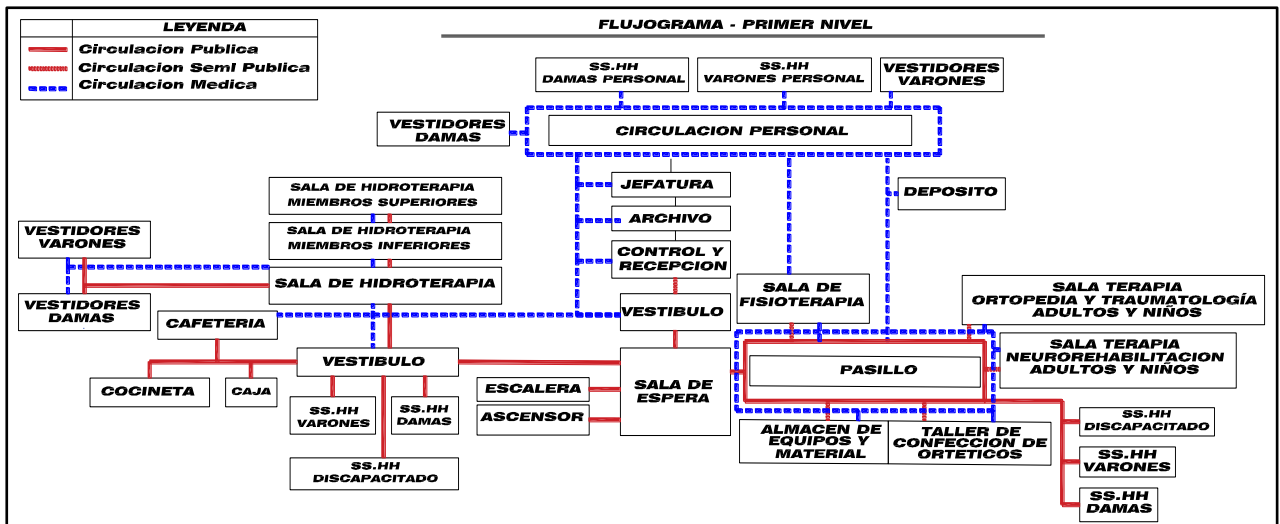 LEYENDA
Circulacion Publica
Circulacion Semi Publica
Circulacion Medica
FLUJOGRAMA - PRIMER NIVEL
SS.HH
DAMAS PERSONAL
SS.HH
VARONES PERSONAL
VESTIDORES
VARONES
VESTIDORES
DAMAS
CIRCULACION PERSONAL
JEFATURA
DEPOSITO
SALA DE HIDROTERAPIA
MIEMBROS SUPERIORES
ARCHIVO
VESTIDORES
VARONES
SALA DE HIDROTERAPIA
MIEMBROS INFERIORES
CONTROL Y
RECEPCION
SALA DE HIDROTERAPIA
SALA DE
FISIOTERAPIA
SALA TERAPIA
ORTOPEDIA Y TRAUMATOLOGÍA
ADULTOS Y NIÑOS
VESTIDORES
DAMAS
CAFETERIA
VESTIBULO
VESTIBULO
SALA TERAPIA
NEUROREHABILITACION
ADULTOS Y NIÑOS
COCINETA
CAJA
ESCALERA
SALA DE
ESPERA
PASILLO
SS.HH
VARONES
SS.HH
DAMAS
ASCENSOR
ALMACÉN DE
EQUIPOS Y
MATERIAL
TALLER DE
CONFECCION DE
ORTETICOS
SS.HH
DISCAPACITADO
SS.HH
DISCAPACITADO
SS.HH
VARONES
SS.HH
DAMAS